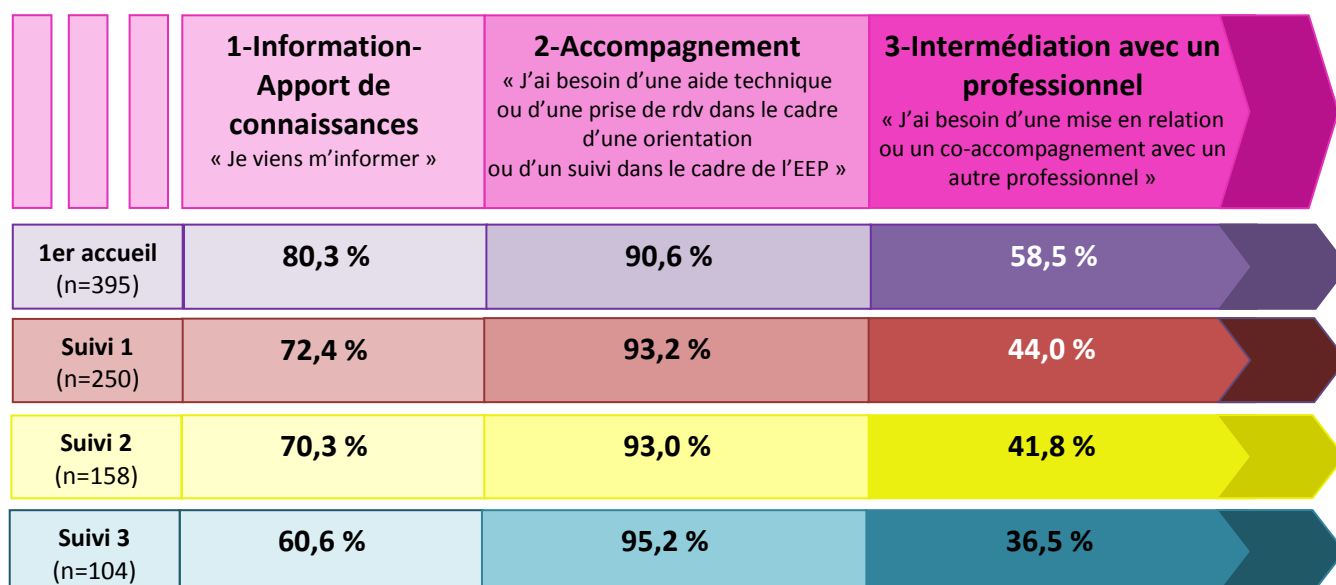 1-Information-
Apport de
connaissances
« Je viens m’informer »
2-Accompagnement
« J’ai besoin d’une aide technique
ou d’une prise de rdv dans le cadre
d’une orientation
ou d’un suivi dans le cadre de l’EEP »
3-Intermédiation avec un
professionnel
« J’ai besoin d’une mise en relation
ou un co-accompagnement avec un
autre professionnel »
1er accueil
(n=395)
80,3 %
90,6 %
58,5 %
Suivi 1
(n=250)
72,4 %
93,2 %
44,0 %
Suivi 2
(n=158)
70,3 %
93,0 %
41,8 %
Suivi 3
(n=104)
60,6 %
95,2 %
36,5 %